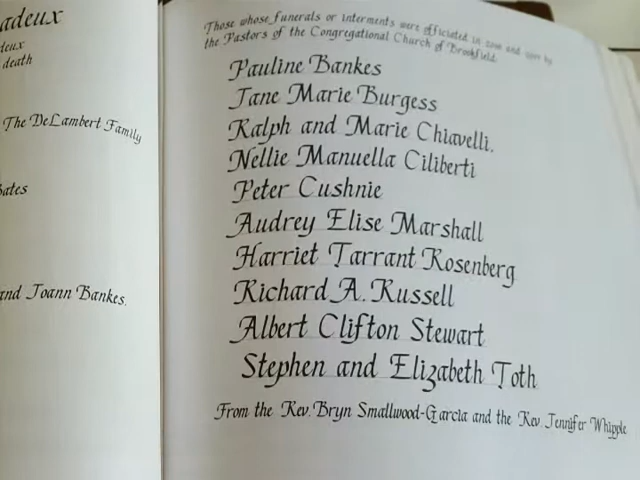 adeux
deux
death
The DeLambert Family
Bates
and Joann Bankes.
Those whose funerals or interments were officiated in 2000 and 2001 by
the Pastors of the Congregational Church of Brookfield.
Pauline Bankes
Jane Marie Burgess
Ralph and Marie Chiavelli.
Nellie Manuella Ciliberti
Peter Cushnie
Audrey Elise Marshall
Harriet Tarrant Rosenberg
Richard A. Russell
Albert Clifton Stewart
Stephen and Elizabeth Toth
From the Rev. Bryn Smallwood-Garcia and the Rev. Jennifer Whipple